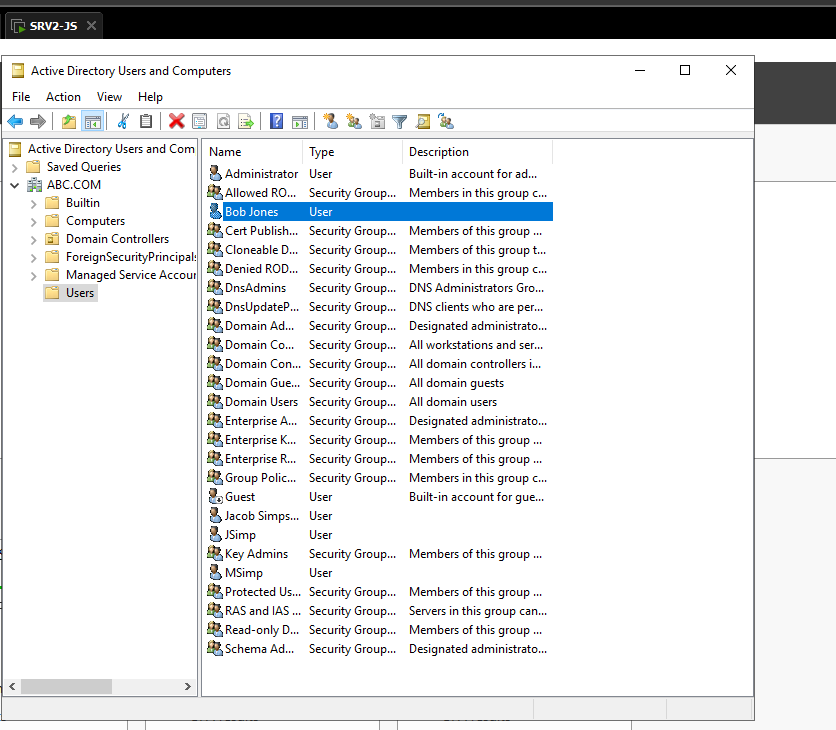 SRV2-JS
Active Directory Users and Computers
File Action View Help
Active Directory Users and Com
Saved Queries
ABC.COM
Builtin
Computers
Domain Controllers
ForeignSecurityPrincipals
Managed Service Accour
Users
Name Type Description
Administrator User Built-in account for ad...
Allowed RO... Security Group... Members in this group c...
Bob Jones User
Cert Publish... Security Group... Members of this group ...
Cloneable D... Security Group... Members of this group t...
Denied ROD... Security Group... Members in this group c...
DnsAdmins Security Group... DNS Administrators Gro...
DnsUpdateP... Security Group... DNS clients who are per...
Domain Ad... Security Group... Designated administrato...
Domain Co... Security Group... All workstations and ser...
Domain Con... Security Group... All domain controllers i...
Domain Gue... Security Group... All domain guests
Domain Users Security Group... All domain users
Enterprise A... Security Group... Designated administrato...
Enterprise K... Security Group... Members of this group ...
Enterprise R... Security Group... Members of this group ...
Group Polic... Security Group... Members in this group c...
Guest User Built-in account for gue...
Jacob Simps... User
JSimp User
Key Admins Security Group... Members of this group ...
MSimp User
Protected Us... Security Group... Members of this group ...
RAS and IAS ... Security Group... Servers in this group can...
Read-only D... Security Group... Members of this group ...
Schema Ad... Security Group... Designated administrato...